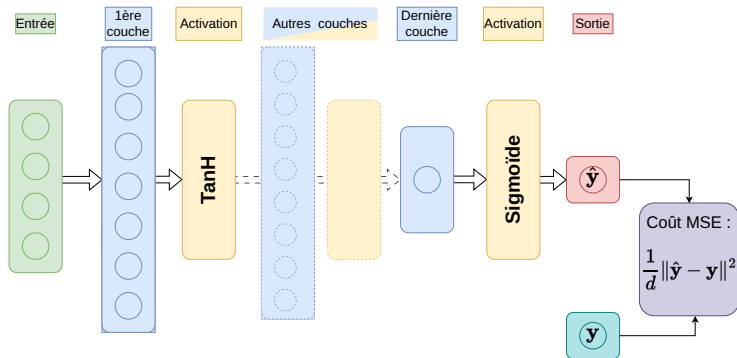 Entrée
1ère
couche
Activation
Autres couches
Dernière
couche
Activation
Sortie
TanH
Sigmoïde
ŷ
Coût MSE :
1/d ‖ŷ − y‖²
y